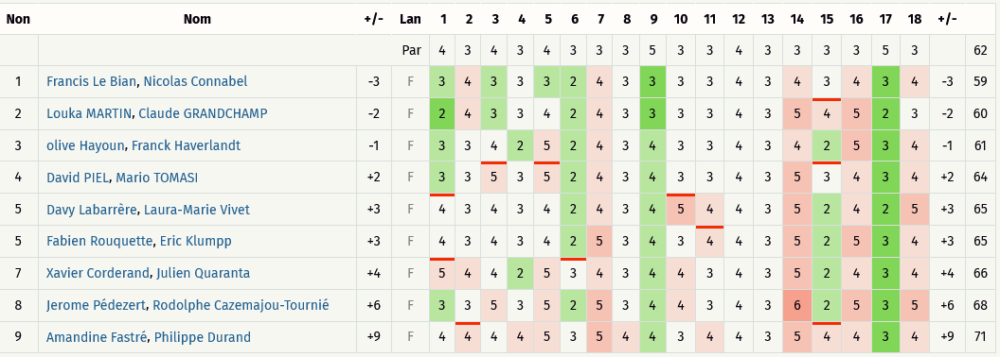 Non Nom +/- Lan 1 2 3 4 5 6 7 8 9 10 11 12 13 14 15 16 17 18 +/-
Par 4 3 4 3 4 3 3 3 5 3 3 4 3 3 3 3 5 3 62
1 Francis Le Bian, Nicolas Connabel -3 F 3 4 3 3 3 2 4 3 3 3 3 4 3 4 3 4 3 4 -3 59
2 Louka MARTIN, Claude GRANDCHAMP -2 F 2 4 3 3 4 2 4 3 3 3 3 4 3 5 4 5 2 3 -2 60
3 olive Hayoun, Franck Haverlandt -1 F 3 3 4 2 5 2 4 3 4 3 3 4 3 4 2 5 3 4 -1 61
4 David PIEL, Mario TOMASI +2 F 3 3 5 3 5 2 4 3 4 3 3 4 3 5 3 4 3 4 +2 64
5 Davy Labarrère, Laura-Marie Vivet +3 F 4 3 4 3 4 2 4 3 4 5 4 4 3 5 2 4 2 5 +3 65
5 Fabien Rouquette, Eric Klumpp +3 F 4 3 4 3 4 2 5 3 4 3 4 4 3 5 2 5 3 4 +3 65
7 Xavier Corderand, Julien Quaranta +4 F 5 4 4 2 5 3 4 3 4 4 3 4 3 5 2 4 3 4 +4 66
8 Jerome Pédezert, Rodolphe Cazemajou-Tournié +6 F 3 3 5 3 5 2 5 3 4 4 3 4 3 6 2 5 3 5 +6 68
9 Amandine Fastré, Philippe Durand +9 F 4 4 4 4 5 3 5 4 4 3 4 4 3 5 4 4 3 4 +9 71